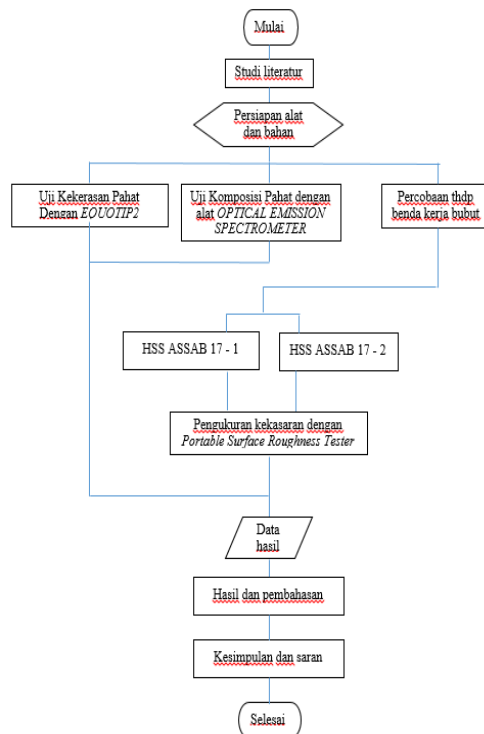 Mulai
Studi literatur
Persiapan alat
dan bahan
Uji Kekerasan Pahat
Dengan EQUOTIP2
Uji Komposisi Pahat dengan
alat OPTICAL EMISSION
SPECTROMETER
Percobaan thdp
benda kerja bubut
HSS ASSAB 17 - 1
HSS ASSAB 17 - 2
Pengukuran kekasaran dengan
Portable Surface Roughness Tester
Data
hasil
Hasil dan pembahasan
Kesimpulan dan saran
Selesai